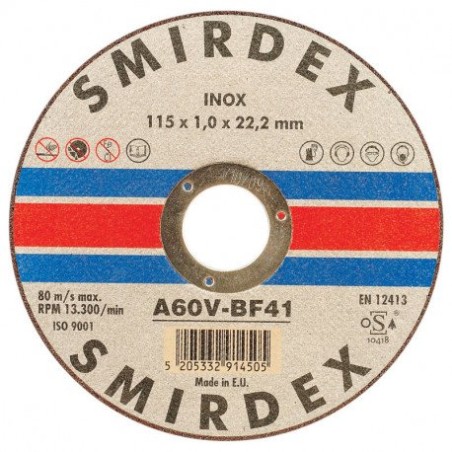 SMIRDEX
INOX
115 x 1,0 x 22,2 mm
80 m/s max.
RPM 13.300/min
ISO 9001
A60V-BF41
EN 12413
S
10418
5 205332 914505
Made in E.U.
SMIRDEX